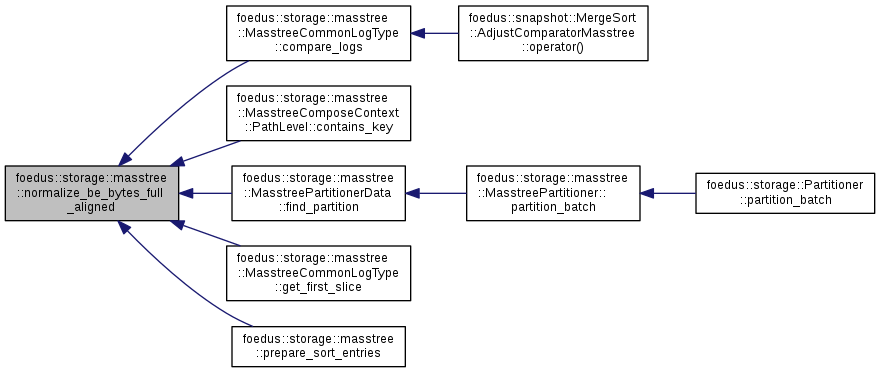 foedus::storage::masstree
::MasstreeCommonLogType
::compare_logs
foedus::snapshot::MergeSort
::AdjustComparatorMasstree
::operator()
foedus::storage::masstree
::MasstreeComposeContext
::PathLevel::contains_key
foedus::storage::masstree
::normalize_be_bytes_full
_aligned
foedus::storage::masstree
::MasstreePartitionerData
::find_partition
foedus::storage::masstree
::MasstreePartitioner::
partition_batch
foedus::storage::Partitioner
::partition_batch
foedus::storage::masstree
::MasstreeCommonLogType
::get_first_slice
foedus::storage::masstree
::prepare_sort_entries